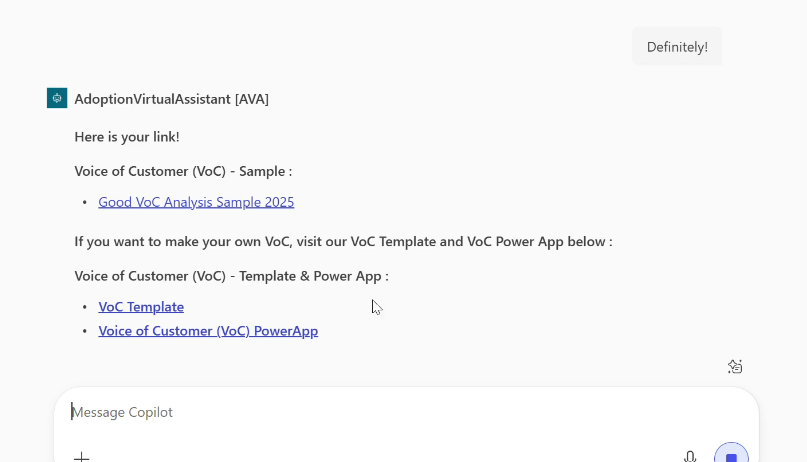 Definitely!
AdoptionVirtualAssistant [AVA]
Here is your link!
Voice of Customer (VoC) - Sample :
• Good VoC Analysis Sample 2025
If you want to make your own VoC, visit our VoC Template and VoC Power App below :
Voice of Customer (VoC) - Template & Power App :
• VoC Template
• Voice of Customer (VoC) PowerApp
Message Copilot